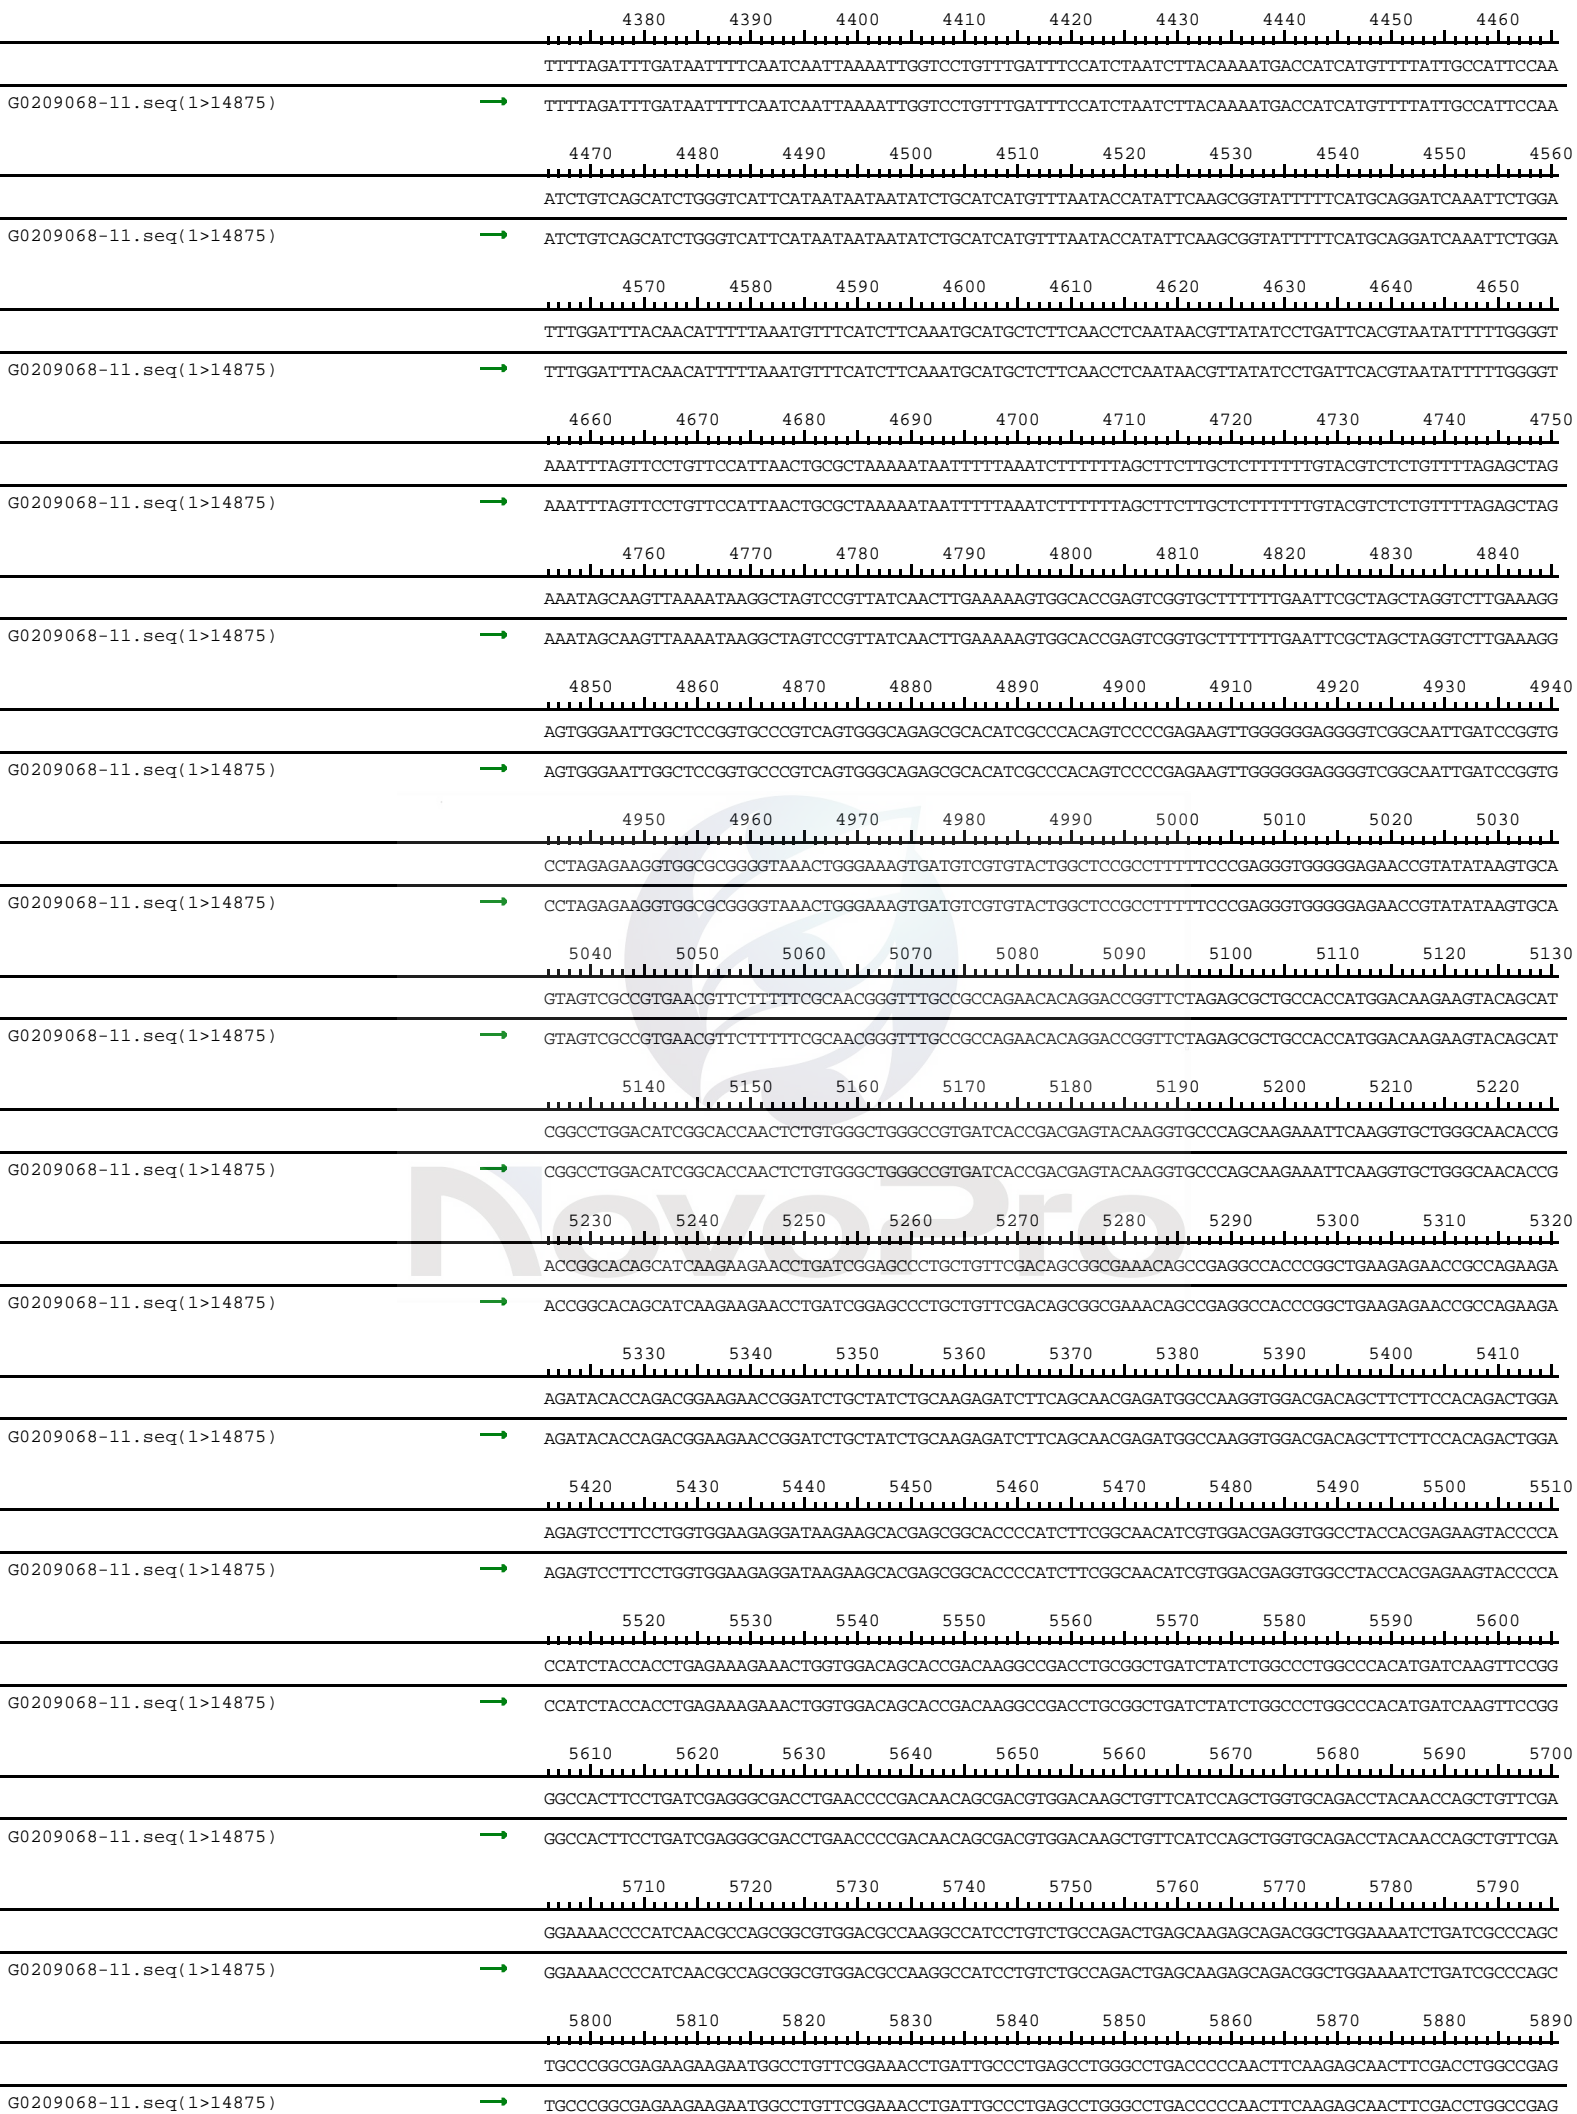 4380 4390 4400 4410 4420 4430 4440 4450 4460
TTTTAGATTTGATAATTTTCAATCAATTAAAATTGGTCCTGTTTGATTTCCATCTAATCTTACAAAATGACCATCATGTTTTATTGCCATTCCAA
G0209068-11.seq(1>14875) TTTTAGATTTGATAATTTTCAATCAATTAAAATTGGTCCTGTTTGATTTCCATCTAATCTTACAAAATGACCATCATGTTTTATTGCCATTCCAA
4470 4480 4490 4500 4510 4520 4530 4540 4550 4560
ATCTGTCAGCATCTGGGTCATTCATAATAATAATATCTGCATCATGTTTAATACCATATTCAAGCGGTATTTTTCATGCAGGATCAAATTCTGGA
G0209068-11.seq(1>14875) ATCTGTCAGCATCTGGGTCATTCATAATAATAATATCTGCATCATGTTTAATACCATATTCAAGCGGTATTTTTCATGCAGGATCAAATTCTGGA
4570 4580 4590 4600 4610 4620 4630 4640 4650
TTTGGATTTACAACATTTTTAAATGTTTCATCTTCAAATGCATGCTCTTCAACCTCAATAACGTTATATCCTGATTCACGTAATATTTTTGGGGT
G0209068-11.seq(1>14875) TTTGGATTTACAACATTTTTAAATGTTTCATCTTCAAATGCATGCTCTTCAACCTCAATAACGTTATATCCTGATTCACGTAATATTTTTGGGGT
4660 4670 4680 4690 4700 4710 4720 4730 4740 4750
AAATTTAGTTCCTGTTCCATTAACTGCGCTAAAAATAATTTTTAAATCTTTTTTAGCTTCTTGCTCTTTTTTGTACGTCTCTGTTTTAGAGCTAG
G0209068-11.seq(1>14875) AAATTTAGTTCCTGTTCCATTAACTGCGCTAAAAATAATTTTTAAATCTTTTTTAGCTTCTTGCTCTTTTTTGTACGTCTCTGTTTTAGAGCTAG
4760 4770 4780 4790 4800 4810 4820 4830 4840
AAATAGCAAGTTAAAATAAGGCTAGTCCGTTATCAACTTGAAAAAGTGGCACCGAGTCGGTGCTTTTTTGAATTCGCTAGCTAGGTCTTGAAAGG
G0209068-11.seq(1>14875) AAATAGCAAGTTAAAATAAGGCTAGTCCGTTATCAACTTGAAAAAGTGGCACCGAGTCGGTGCTTTTTTGAATTCGCTAGCTAGGTCTTGAAAGG
4850 4860 4870 4880 4890 4900 4910 4920 4930 4940
AGTGGGAATTGGCTCCGGTGCCCGTCAGTGGGCAGAGCGCACATCGCCCACAGTCCCCGAGAAGTTGGGGGGAGGGGTCGGCAATTGATCCGGTG
G0209068-11.seq(1>14875) AGTGGGAATTGGCTCCGGTGCCCGTCAGTGGGCAGAGCGCACATCGCCCACAGTCCCCGAGAAGTTGGGGGGAGGGGTCGGCAATTGATCCGGTG
4950 4960 4970 4980 4990 5000 5010 5020 5030
CCTAGAGAAGGTGGCGCGGGGTAAACTGGGAAAGTGATGTCGTGTACTGGCTCCGCCTTTTTCCCGAGGGTGGGGGAGAACCGTATATAAGTGCA
G0209068-11.seq(1>14875) CCTAGAGAAGGTGGCGCGGGGTAAACTGGGAAAGTGATGTCGTGTACTGGCTCCGCCTTTTTCCCGAGGGTGGGGGAGAACCGTATATAAGTGCA
5040 5050 5060 5070 5080 5090 5100 5110 5120 5130
GTAGTCGCCGTGAACGTTCTTTTTCGCAACGGGTTTGCCGCCAGAACACAGGACCGGTTCTAGAGCGCTGCCACCATGGACAAGAAGTACAGCAT
G0209068-11.seq(1>14875) GTAGTCGCCGTGAACGTTCTTTTTCGCAACGGGTTTGCCGCCAGAACACAGGACCGGTTCTAGAGCGCTGCCACCATGGACAAGAAGTACAGCAT
5140 5150 5160 5170 5180 5190 5200 5210 5220
CGGCCTGGACATCGGCACCAACTCTGTGGGCTGGGCCGTGATCACCGACGAGTACAAGGTGCCCAGCAAGAAATTCAAGGTGCTGGGCAACACCG
G0209068-11.seq(1>14875) CGGCCTGGACATCGGCACCAACTCTGTGGGCTGGGCCGTGATCACCGACGAGTACAAGGTGCCCAGCAAGAAATTCAAGGTGCTGGGCAACACCG
NovoPro
5230 5240 5250 5260 5270 5280 5290 5300 5310 5320
ACCGGCACAGCATCAAGAAGAACCTGATCGGAGCCCTGCTGTTCGACAGCGGCGAAACAGCCGAGGCCACCCGGCTGAAGAGAACCGCCAGAAGA
G0209068-11.seq(1>14875) ACCGGCACAGCATCAAGAAGAACCTGATCGGAGCCCTGCTGTTCGACAGCGGCGAAACAGCCGAGGCCACCCGGCTGAAGAGAACCGCCAGAAGA
5330 5340 5350 5360 5370 5380 5390 5400 5410
AGATACACCAGACGGAAGAACCGGATCTGCTATCTGCAAGAGATCTTCAGCAACGAGATGGCCAAGGTGGACGACAGCTTCTTCCACAGACTGGA
G0209068-11.seq(1>14875) AGATACACCAGACGGAAGAACCGGATCTGCTATCTGCAAGAGATCTTCAGCAACGAGATGGCCAAGGTGGACGACAGCTTCTTCCACAGACTGGA
5420 5430 5440 5450 5460 5470 5480 5490 5500 5510
AGAGTCCTTCCTGGTGGAAGAGGATAAGAAGCACGAGCGGCACCCCATCTTCGGCAACATCGTGGACGAGGTGGCCTACCACGAGAAGTACCCCA
G0209068-11.seq(1>14875) AGAGTCCTTCCTGGTGGAAGAGGATAAGAAGCACGAGCGGCACCCCATCTTCGGCAACATCGTGGACGAGGTGGCCTACCACGAGAAGTACCCCA
5520 5530 5540 5550 5560 5570 5580 5590 5600
CCATCTACCACCTGAGAAAGAAACTGGTGGACAGCACCGACAAGGCCGACCTGCGGCTGATCTATCTGGCCCTGGCCCACATGATCAAGTTCCGG
G0209068-11.seq(1>14875) CCATCTACCACCTGAGAAAGAAACTGGTGGACAGCACCGACAAGGCCGACCTGCGGCTGATCTATCTGGCCCTGGCCCACATGATCAAGTTCCGG
5610 5620 5630 5640 5650 5660 5670 5680 5690 5700
GGCCACTTCCTGATCGAGGGCGACCTGAACCCCGACAACAGCGACGTGGACAAGCTGTTCATCCAGCTGGTGCAGACCTACAACCAGCTGTTCGA
G0209068-11.seq(1>14875) GGCCACTTCCTGATCGAGGGCGACCTGAACCCCGACAACAGCGACGTGGACAAGCTGTTCATCCAGCTGGTGCAGACCTACAACCAGCTGTTCGA
5710 5720 5730 5740 5750 5760 5770 5780 5790
GGAAAACCCCATCAACGCCAGCGGCGTGGACGCCAAGGCCATCCTGTCTGCCAGACTGAGCAAGAGCAGACGGCTGGAAAATCTGATCGCCCAGC
G0209068-11.seq(1>14875) GGAAAACCCCATCAACGCCAGCGGCGTGGACGCCAAGGCCATCCTGTCTGCCAGACTGAGCAAGAGCAGACGGCTGGAAAATCTGATCGCCCAGC
5800 5810 5820 5830 5840 5850 5860 5870 5880 5890
TGCCCGGCGAGAAGAAGAATGGCCTGTTCGGAAACCTGATTGCCCTGAGCCTGGGCCTGACCCCCAACTTCAAGAGCAACTTCGACCTGGCCGAG
G0209068-11.seq(1>14875) TGCCCGGCGAGAAGAAGAATGGCCTGTTCGGAAACCTGATTGCCCTGAGCCTGGGCCTGACCCCCAACTTCAAGAGCAACTTCGACCTGGCCGAG